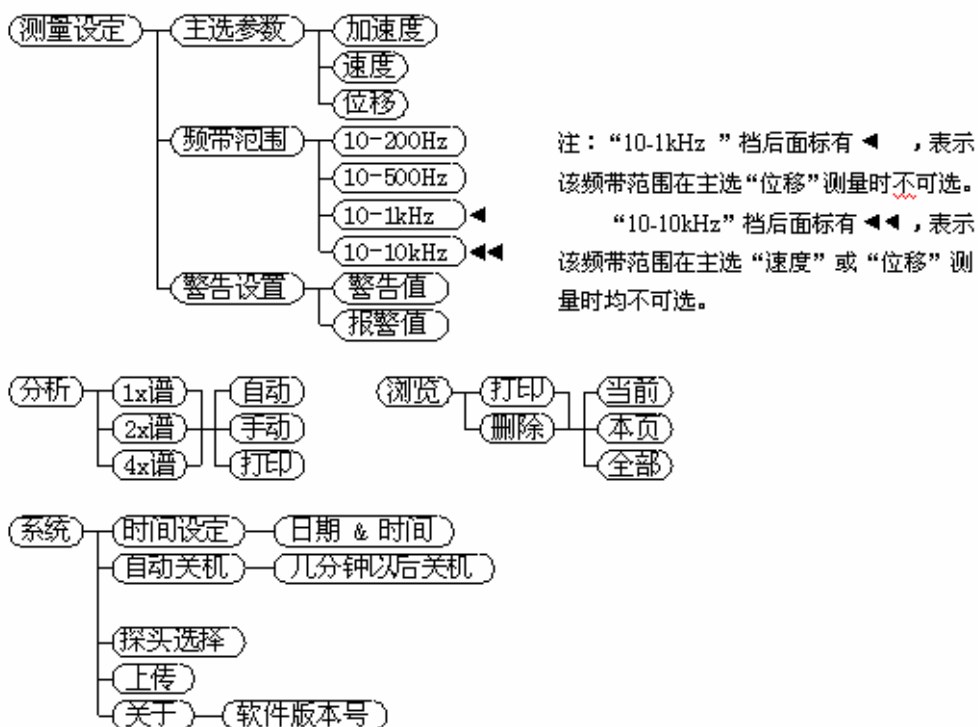 测量设定 主选参数 加速度
速度
位移
频带范围 10-200Hz
10-500Hz
10-1kHz ◀
10-10kHz ◀◀
警告设置 警告值
报警值
注：“10-1kHz ”档后面标有 ◀ ，表示
该频带范围在主选“位移”测量时不可选。
“10-10kHz”档后面标有 ◀◀ ，表示
该频带范围在主选“速度”或“位移”测
量时均不可选。
分析 1x谱 自动
2x谱 手动
4x谱 打印
浏览 打印 当前
删除 本页
全部
系统 时间设定 日期 & 时间
自动关机 几分钟以后关机
探头选择
上传
关于 软件版本号